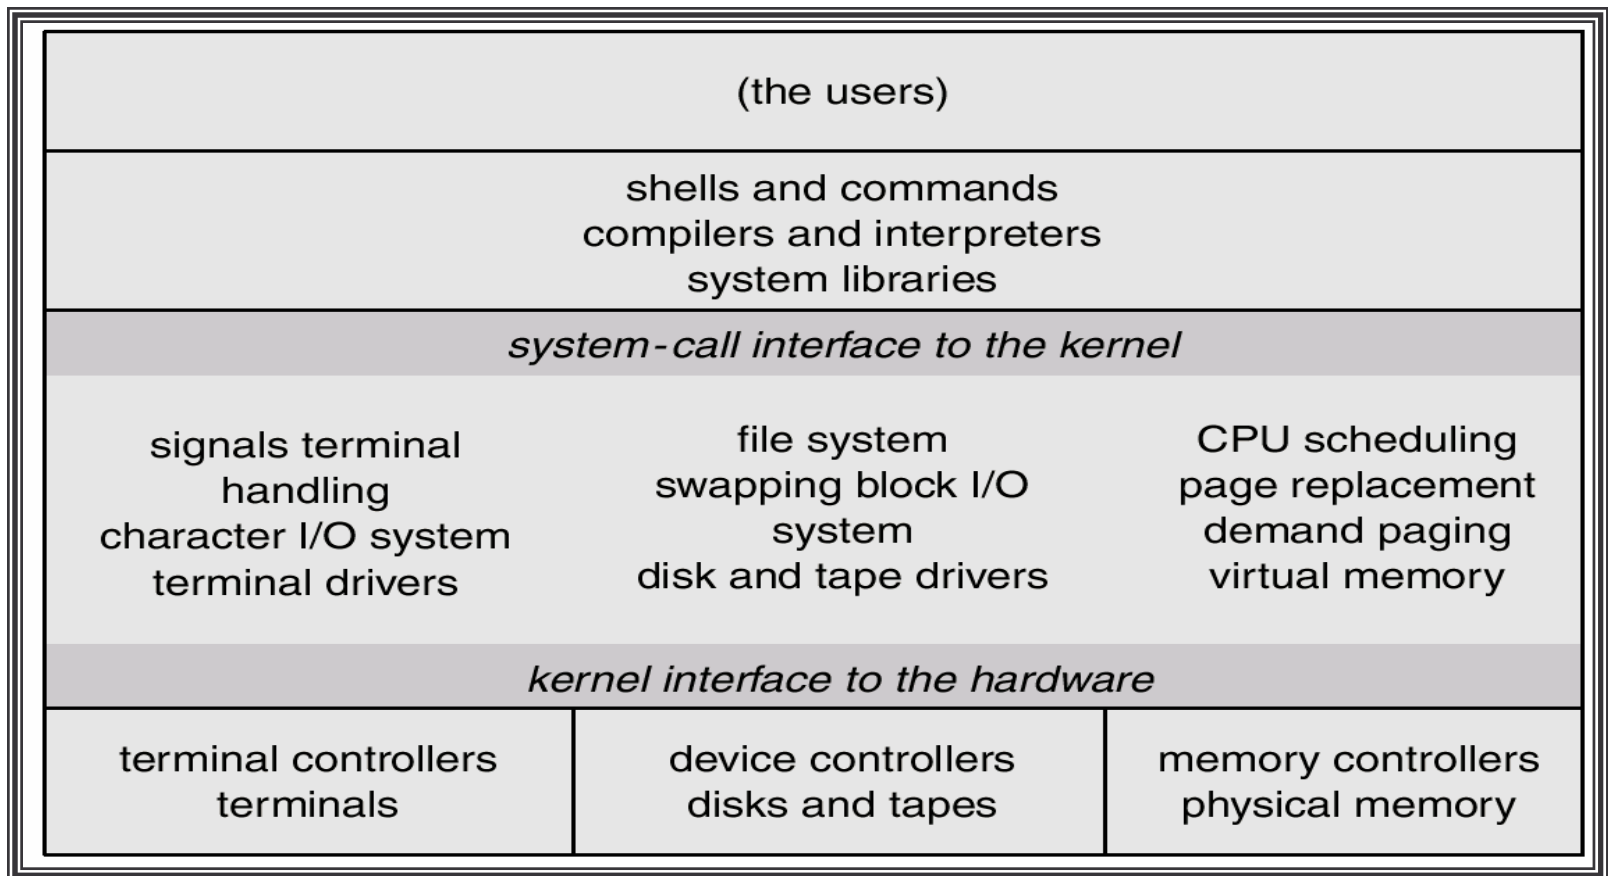 (the users)
shells and commands
compilers and interpreters
system libraries
system-call interface to the kernel
signals terminal
handling
character I/O system
terminal drivers
file system
swapping block I/O
system
disk and tape drivers
CPU scheduling
page replacement
demand paging
virtual memory
kernel interface to the hardware
terminal controllers
terminals
device controllers
disks and tapes
memory controllers
physical memory